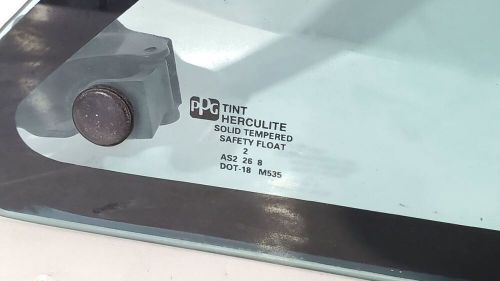 PPG TINT
HERCULITE
SOLID TEMPERED
SAFETY FLOAT
2
AS2 26 8
DOT-18 M535